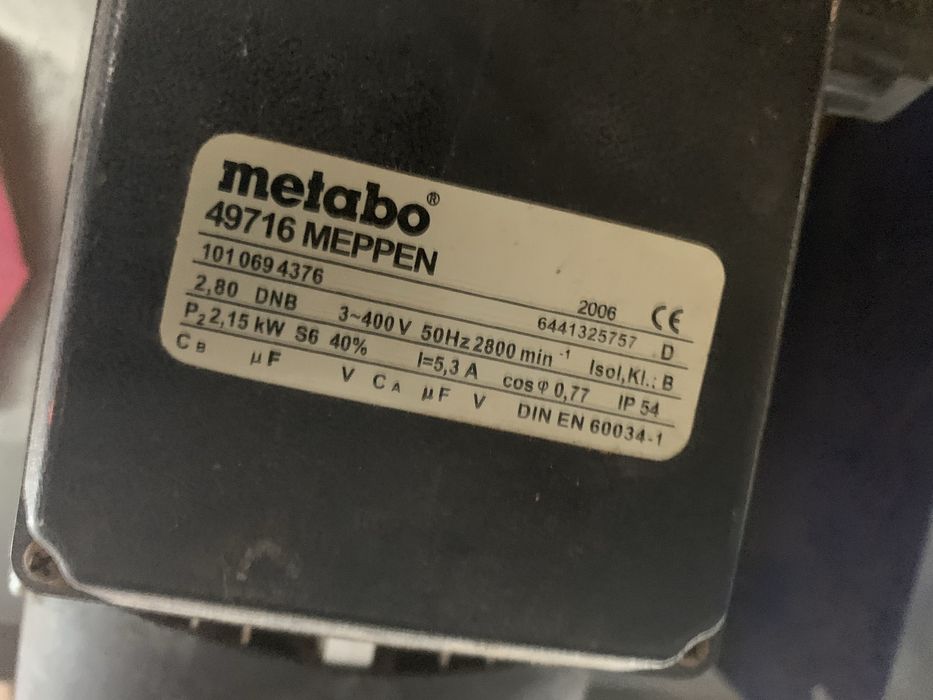 metabo®
49716 MEPPEN
101 069 4376 2006 CE
2,80 DNB 3~400 V 50Hz 2800 min -1 6441325757 D
P2 2,15 kW S6 40% I=5,3 A cos φ 0,77 Isol,Kl.: B
CB µF V CA µF V DIN EN 60034-1 IP 54